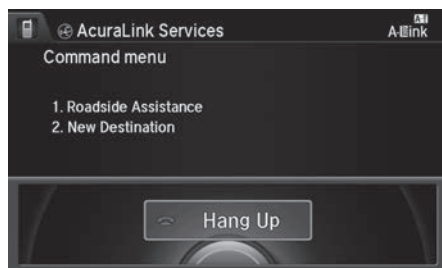 AcuraLink Services
Command menu
1. Roadside Assistance
2. New Destination
Hang Up